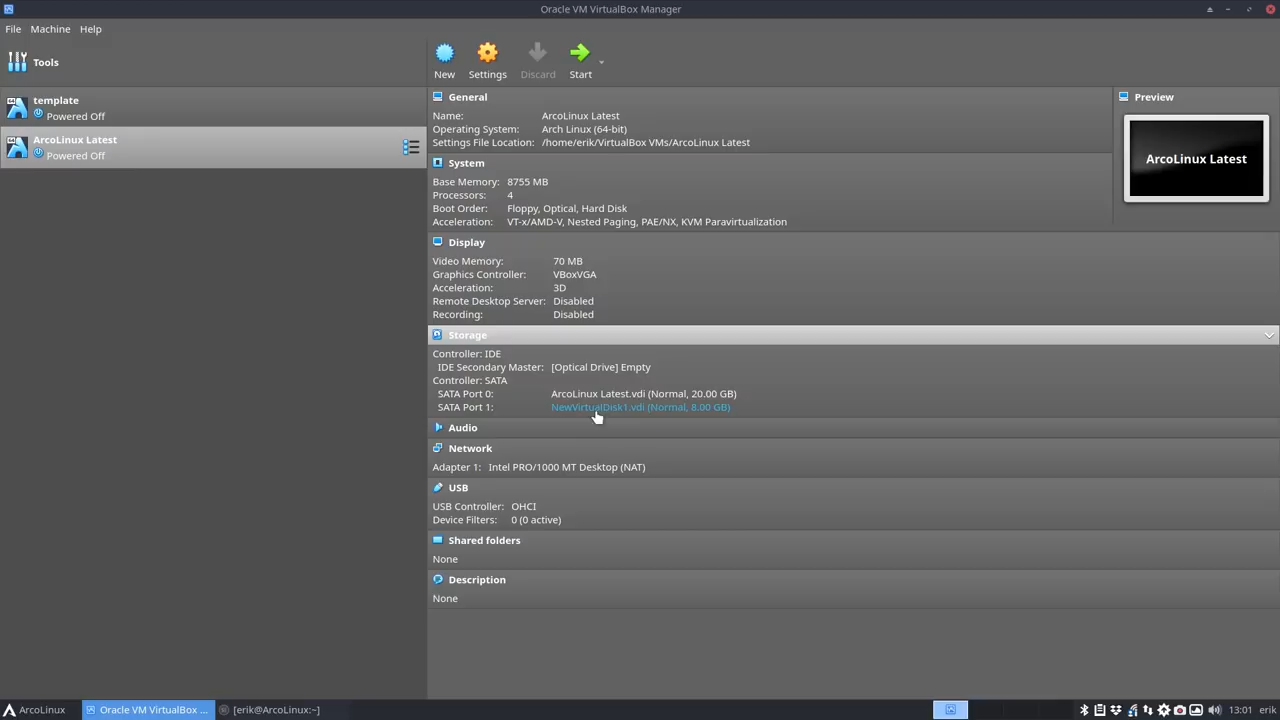 Oracle VM VirtualBox Manager
File Machine Help
Tools
New Settings Discard Start
template
Powered Off
ArcoLinux Latest
Powered Off
General
Name: ArcoLinux Latest
Operating System: Arch Linux (64-bit)
Settings File Location: /home/erik/VirtualBox VMs/ArcoLinux Latest
Preview
ArcoLinux Latest
System
Base Memory: 8755 MB
Processors: 4
Boot Order: Floppy, Optical, Hard Disk
Acceleration: VT-x/AMD-V, Nested Paging, PAE/NX, KVM Paravirtualization
Display
Video Memory: 70 MB
Graphics Controller: VBoxVGA
Acceleration: 3D
Remote Desktop Server: Disabled
Recording: Disabled
Storage
Controller: IDE
IDE Secondary Master: [Optical Drive] Empty
Controller: SATA
SATA Port 0: ArcoLinux Latest.vdi (Normal, 20.00 GB)
SATA Port 1: NewVirtualDisk1.vdi (Normal, 8.00 GB)
Audio
Network
Adapter 1: Intel PRO/1000 MT Desktop (NAT)
USB
USB Controller: OHCI
Device Filters: 0 (0 active)
Shared folders
None
Description
None
ArcoLinux Oracle VM VirtualBox ... [erik@ArcoLinux:~] 13:01 erik